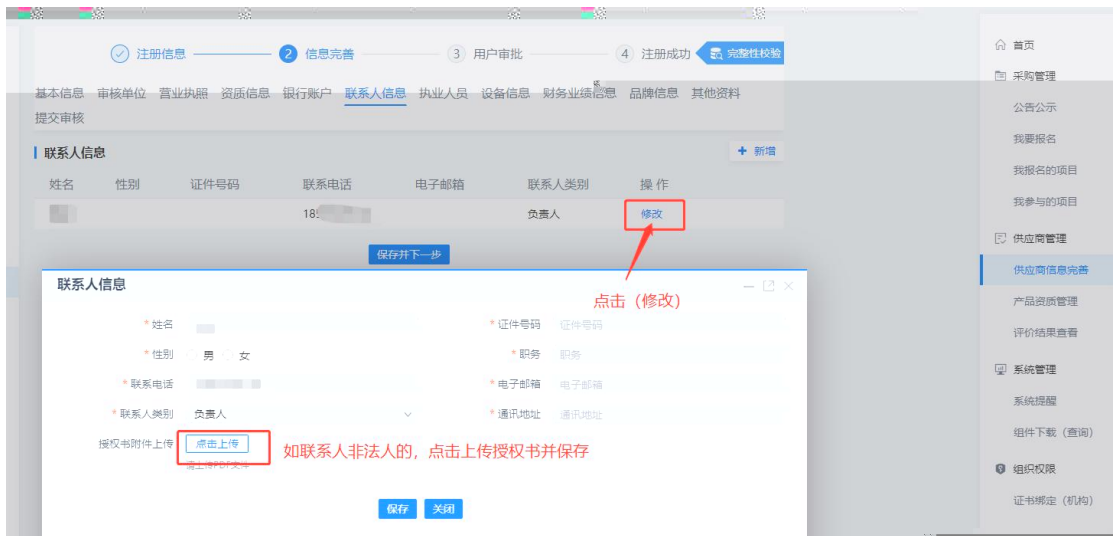 注册信息 2 信息完善 3 用户审批 4 注册成功 完整性校验
基本信息 审核单位 营业执照 资质信息 银行账户 联系人信息 执业人员 设备信息 财务业绩信息 品牌信息 其他资料
提交审核
联系人信息 + 新增
姓名 性别 证件号码 联系电话 电子邮箱 联系人类别 操作
负责人 修改
保存并下一步
点击（修改）
联系人信息
*姓名 *证件号码 证件号码
*性别 男 女 *职务 职务
*联系电话 *电子邮箱 电子邮箱
*联系人类别 负责人 *通讯地址 通讯地址
授权书附件上传 点击上传 如联系人非法人的，点击上传授权书并保存
请上传PDF文件
保存 关闭
首页
采购管理
公告公示
我要报名
我报名的项目
我参与的项目
供应商管理
供应商信息完善
产品资质管理
评价结果查看
系统管理
系统提醒
组件下载（查询）
组织权限
证书绑定（机构）